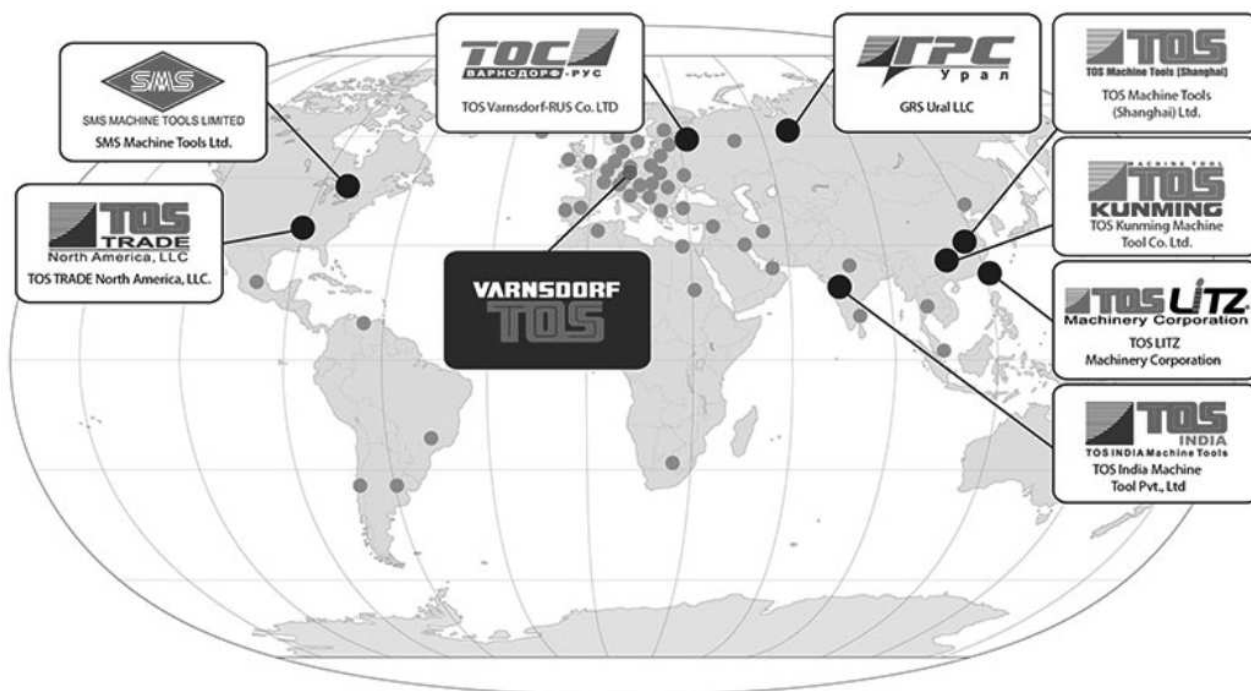 SMS
SMS MACHINE TOOLS LIMITED
SMS Machine Tools Ltd.
TOS
TRADE
North America, LLC
TOS TRADE North America, LLC.
ТОС
ВАРНСДОРФ-РУС
TOS Varnsdorf-RUS Co. LTD
VARNSDORF
TOS
ГРС
Урал
GRS Ural LLC
TOS
TOS Machine Tools (Shanghai)
TOS Machine Tools
(Shanghai) Ltd.
MACHINE TOOL
TOS
KUNMING
TOS Kunming Machine
Tool Co. Ltd.
TOS LiTZ
Machinery Corporation
TOS LITZ
Machinery Corporation
TOS
INDIA
TOS INDIA Machine Tools
TOS India Machine
Tool Pvt., Ltd